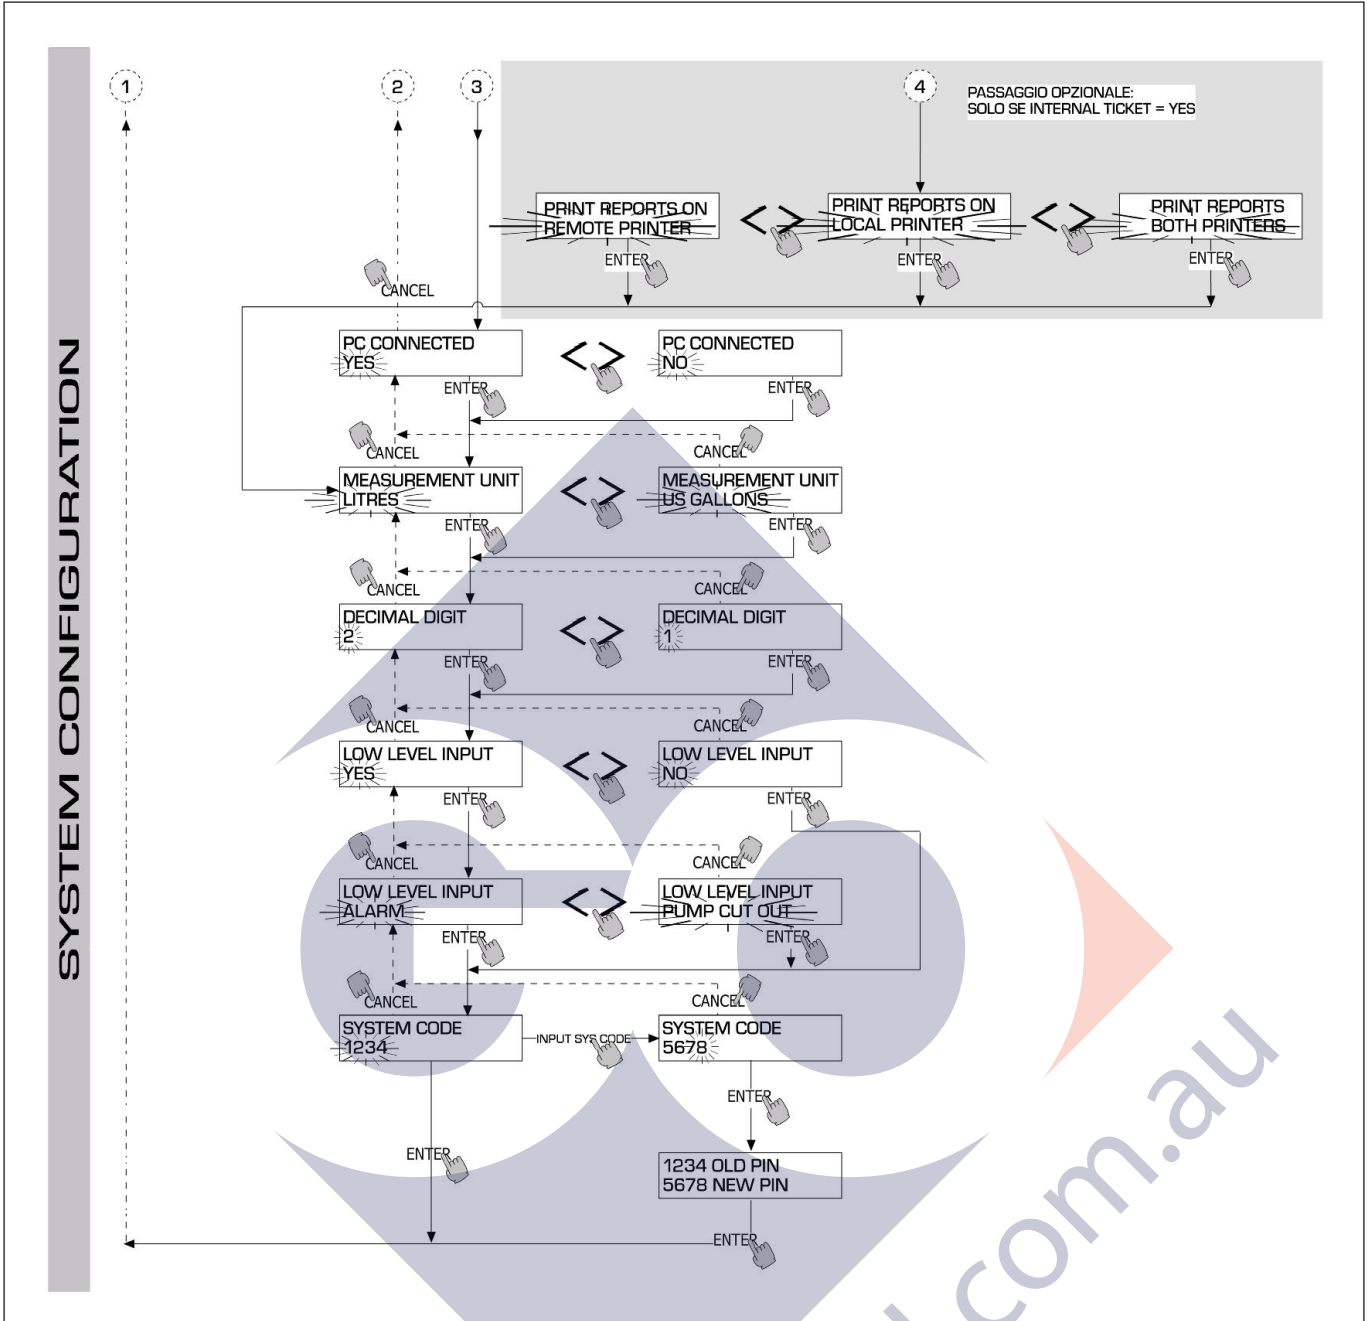 SYSTEM CONFIGURATION
1
2
3
4
PASSAGGIO OPZIONALE:
SOLO SE INTERNAL TICKET = YES
PRINT REPORTS ON
REMOTE PRINTER
PRINT REPORTS ON
LOCAL PRINTER
PRINT REPORTS
BOTH PRINTERS
ENTER
ENTER
ENTER
CANCEL
PC CONNECTED
YES
PC CONNECTED
NO
ENTER
ENTER
CANCEL
CANCEL
MEASUREMENT UNIT
LITRES
MEASUREMENT UNIT
US GALLONS
ENTER
ENTER
CANCEL
CANCEL
DECIMAL DIGIT
2
DECIMAL DIGIT
1
ENTER
ENTER
CANCEL
CANCEL
LOW LEVEL INPUT
YES
LOW LEVEL INPUT
NO
ENTER
ENTER
CANCEL
CANCEL
LOW LEVEL INPUT
ALARM
LOW LEVEL INPUT
PUMP CUT OUT
ENTER
ENTER
CANCEL
CANCEL
SYSTEM CODE
1234
INPUT SYS CODE
SYSTEM CODE
5678
ENTER
ENTER
1234 OLD PIN
5678 NEW PIN
ENTER
.com.au